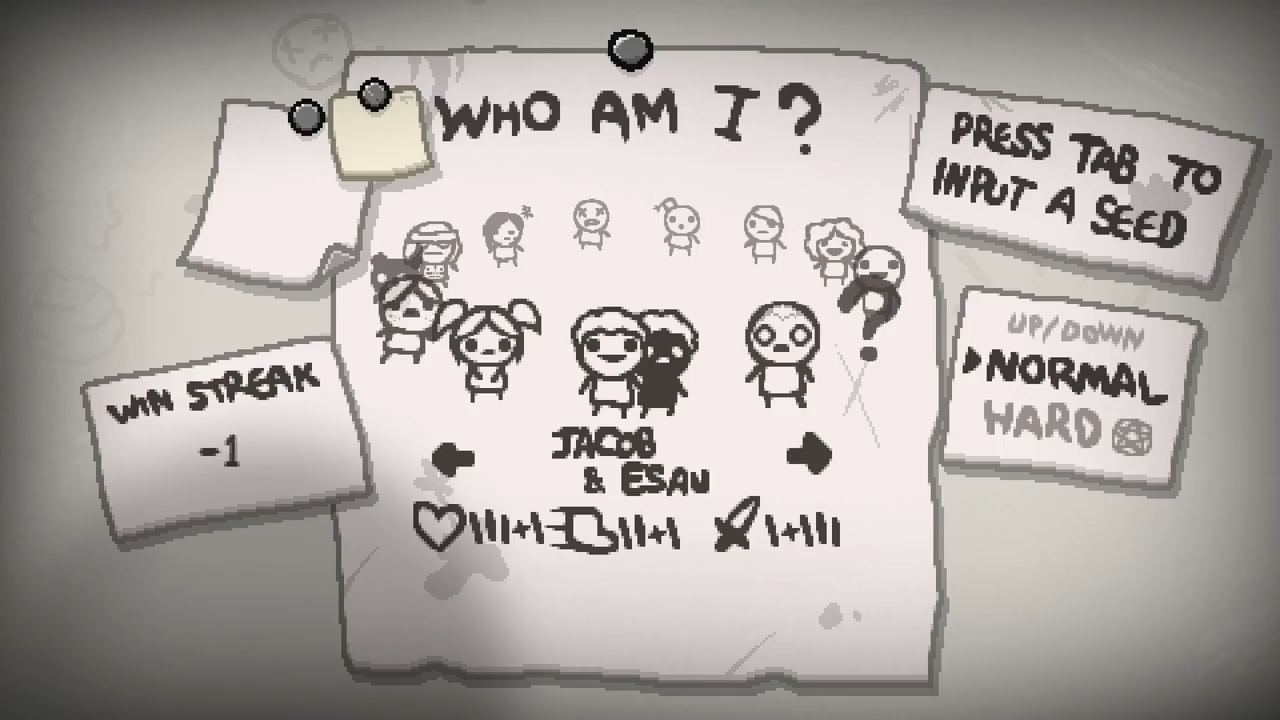 WHO AM I?
PRESS TAB TO
INPUT A SEED
UP/DOWN
NORMAL
HARD
WIN STREAK
-1
JACOB
& ESAU
?